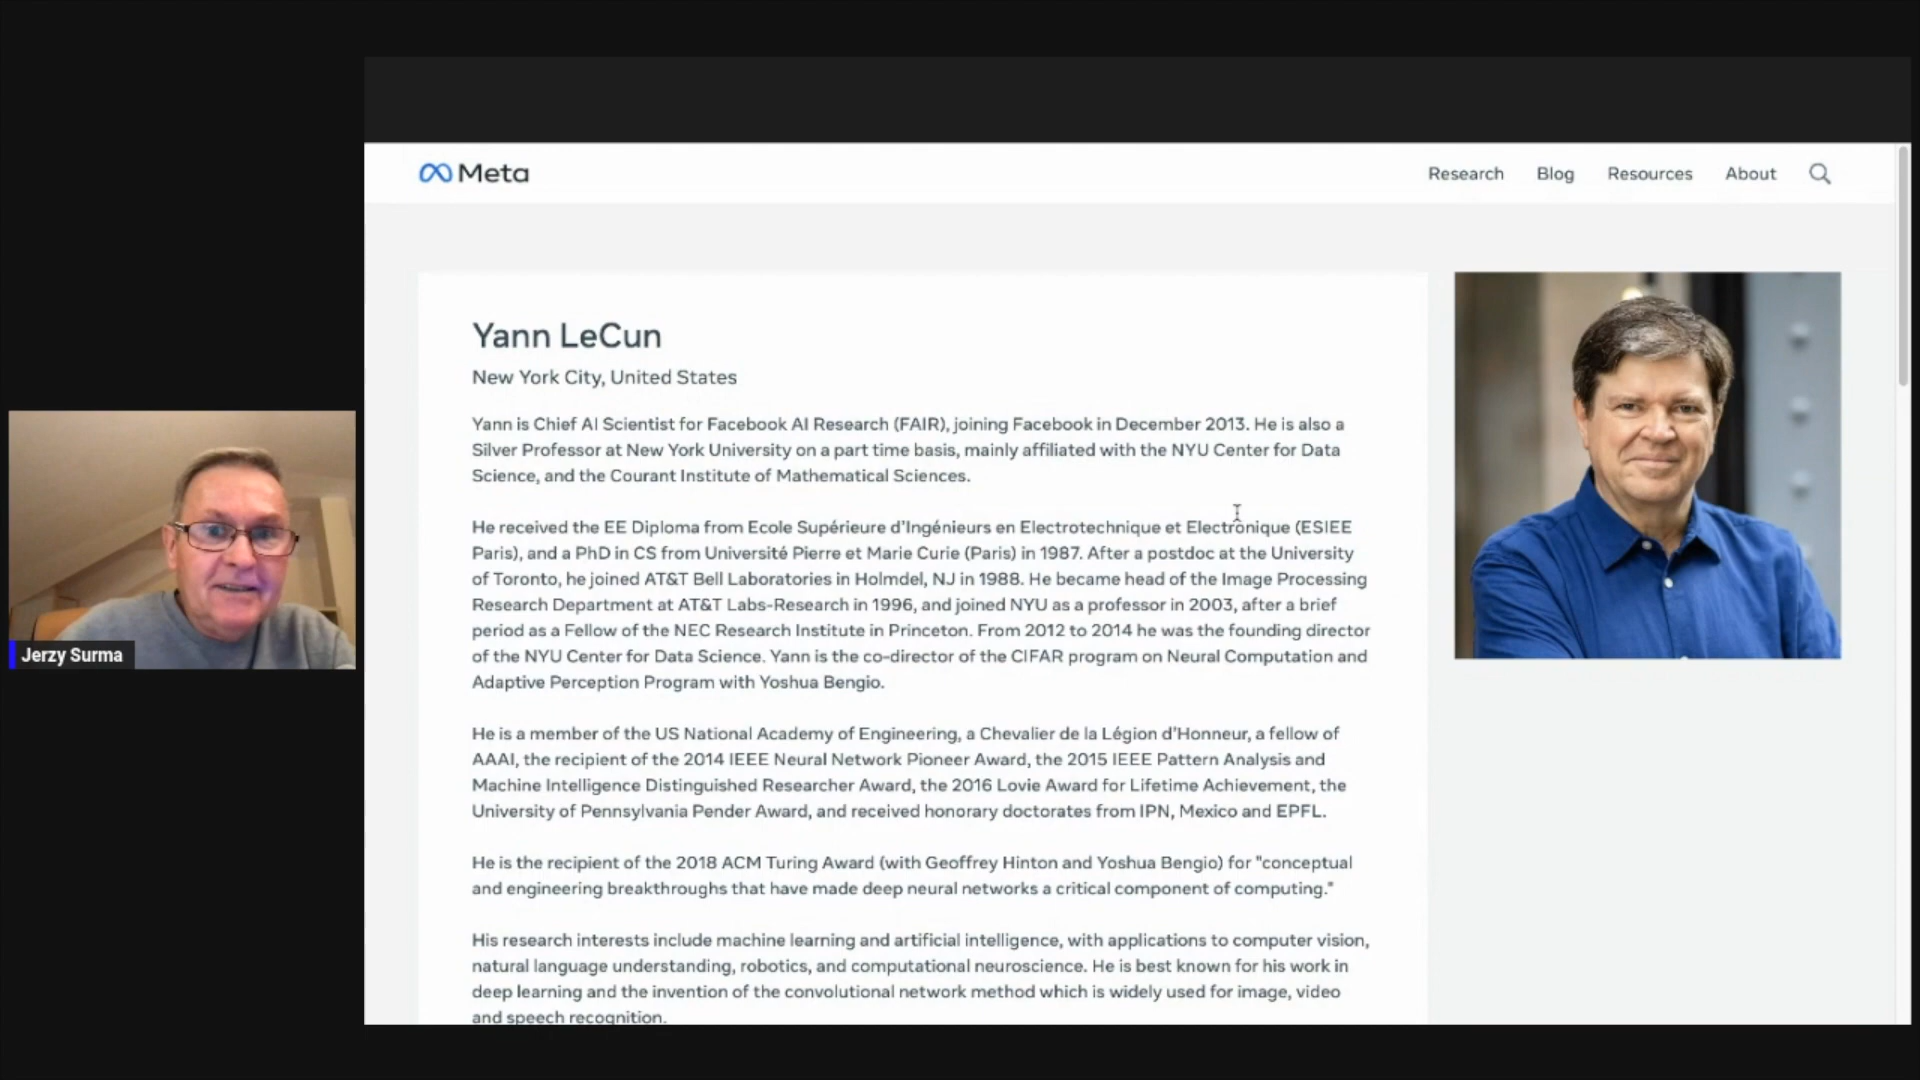 Meta
Research Blog Resources About
Yann LeCun
New York City, United States
Yann is Chief AI Scientist for Facebook AI Research (FAIR), joining Facebook in December 2013. He is also a
Silver Professor at New York University on a part time basis, mainly affiliated with the NYU Center for Data
Science, and the Courant Institute of Mathematical Sciences.
He received the EE Diploma from Ecole Supérieure d'Ingénieurs en Electrotechnique et Electronique (ESIEE
Paris), and a PhD in CS from Université Pierre et Marie Curie (Paris) in 1987. After a postdoc at the University
of Toronto, he joined AT&T Bell Laboratories in Holmdel, NJ in 1988. He became head of the Image Processing
Research Department at AT&T Labs-Research in 1996, and joined NYU as a professor in 2003, after a brief
period as a Fellow of the NEC Research Institute in Princeton. From 2012 to 2014 he was the founding director
of the NYU Center for Data Science. Yann is the co-director of the CIFAR program on Neural Computation and
Adaptive Perception Program with Yoshua Bengio.
He is a member of the US National Academy of Engineering, a Chevalier de la Légion d'Honneur, a fellow of
AAAI, the recipient of the 2014 IEEE Neural Network Pioneer Award, the 2015 IEEE Pattern Analysis and
Machine Intelligence Distinguished Researcher Award, the 2016 Lovie Award for Lifetime Achievement, the
University of Pennsylvania Pender Award, and received honorary doctorates from IPN, Mexico and EPFL.
He is the recipient of the 2018 ACM Turing Award (with Geoffrey Hinton and Yoshua Bengio) for "conceptual
and engineering breakthroughs that have made deep neural networks a critical component of computing."
His research interests include machine learning and artificial intelligence, with applications to computer vision,
natural language understanding, robotics, and computational neuroscience. He is best known for his work in
deep learning and the invention of the convolutional network method which is widely used for image, video
and speech recognition.
Jerzy Surma